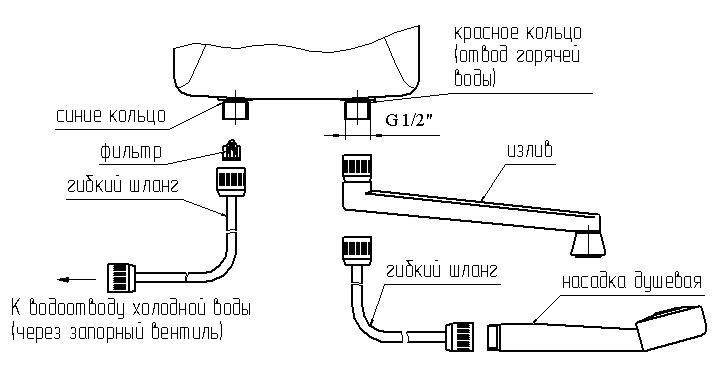 красное кольцо
(отвод горячей
воды)
синие кольцо
G 1/2"
фильтр
излив
гибкий шланг
гибкий шланг
насадка душевая
К водоотводу холодной воды
(через запорный вентиль)